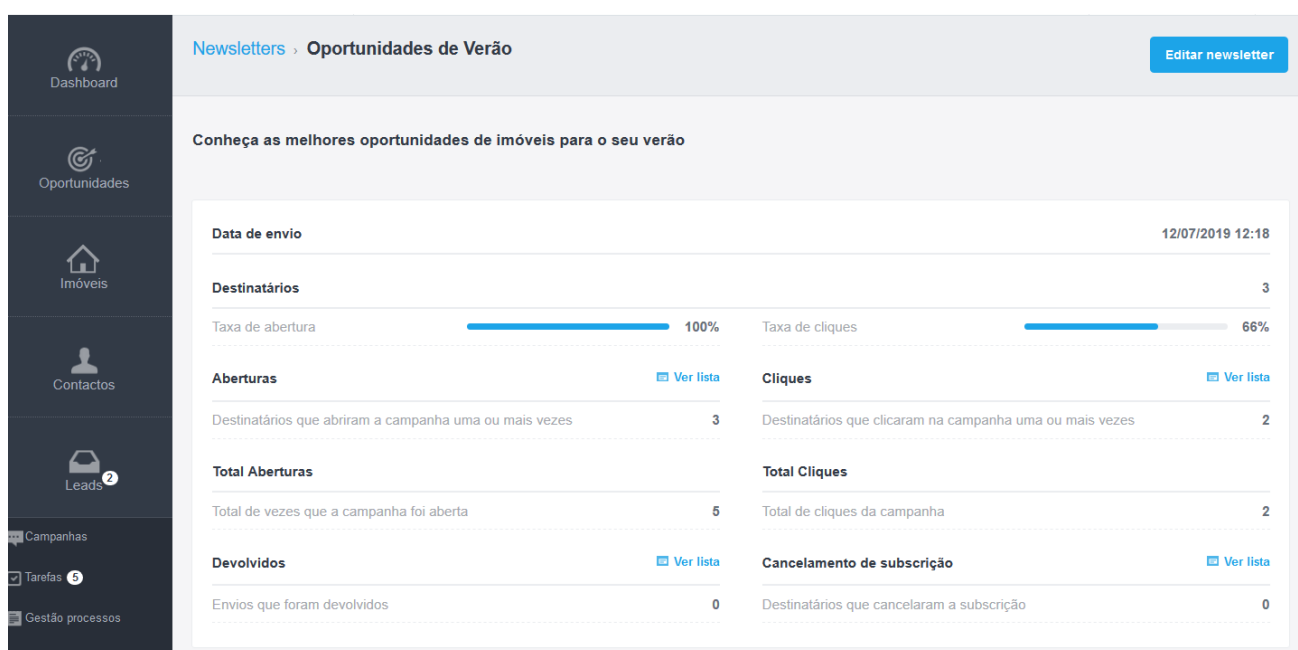 Dashboard
Oportunidades
Imóveis
Contactos
Leads 2
Campanhas
Tarefas 5
Gestão processos
Newsletters › Oportunidades de Verão
Editar newsletter
Conheça as melhores oportunidades de imóveis para o seu verão
Data de envio 12/07/2019 12:18
Destinatários 3
Taxa de abertura 100% Taxa de cliques 66%
Aberturas Ver lista Cliques Ver lista
Destinatários que abriram a campanha uma ou mais vezes 3 Destinatários que clicaram na campanha uma ou mais vezes 2
Total Aberturas Total Cliques
Total de vezes que a campanha foi aberta 5 Total de cliques da campanha 2
Devolvidos Ver lista Cancelamento de subscrição Ver lista
Envios que foram devolvidos 0 Destinatários que cancelaram a subscrição 0